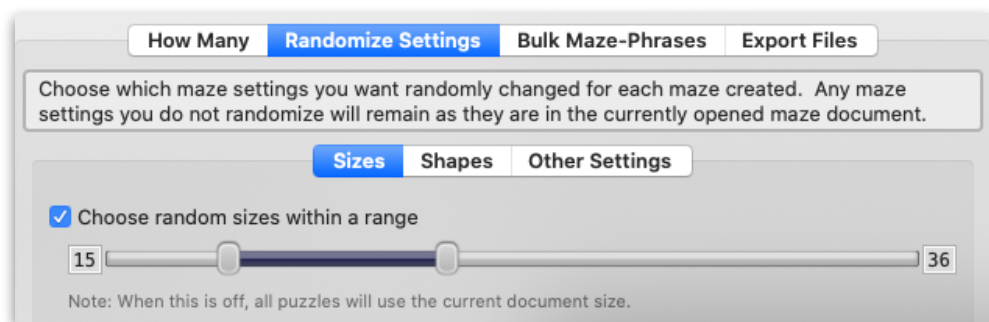 How Many Randomize Settings Bulk Maze-Phrases Export Files
Choose which maze settings you want randomly changed for each maze created. Any maze
settings you do not randomize will remain as they are in the currently opened maze document.
Sizes Shapes Other Settings
Choose random sizes within a range
15 36
Note: When this is off, all puzzles will use the current document size.